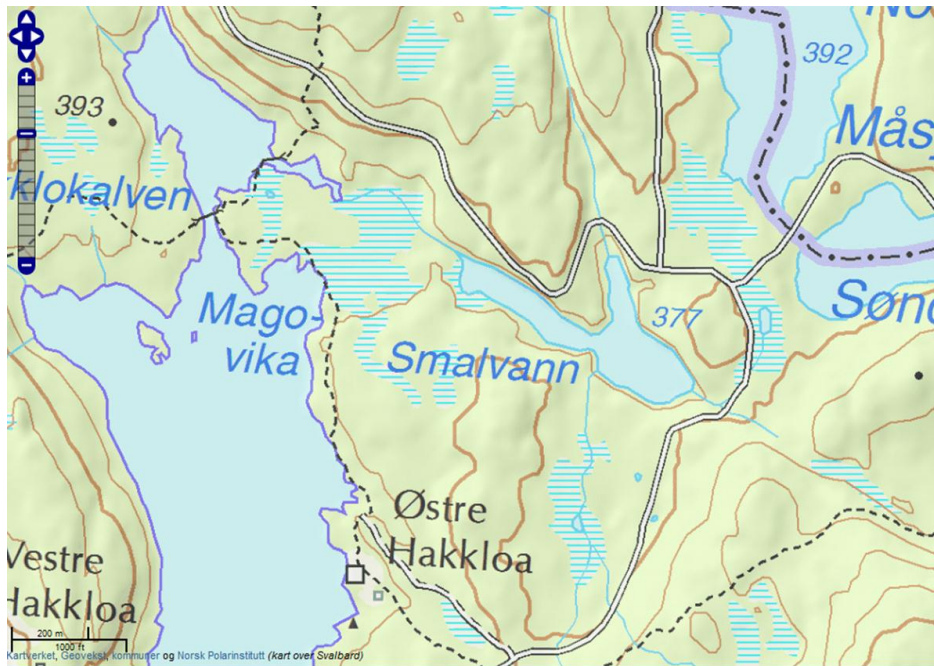 392
393
Mås
klokalven
Mago-
vika
377
Sønd
Smalvann
Østre
Hakkloa
Vestre
Hakkloa
200 m
1000 ft
Kartverket, Geovekst, kommuner og Norsk Polarinstitutt (kart over Svalbard)